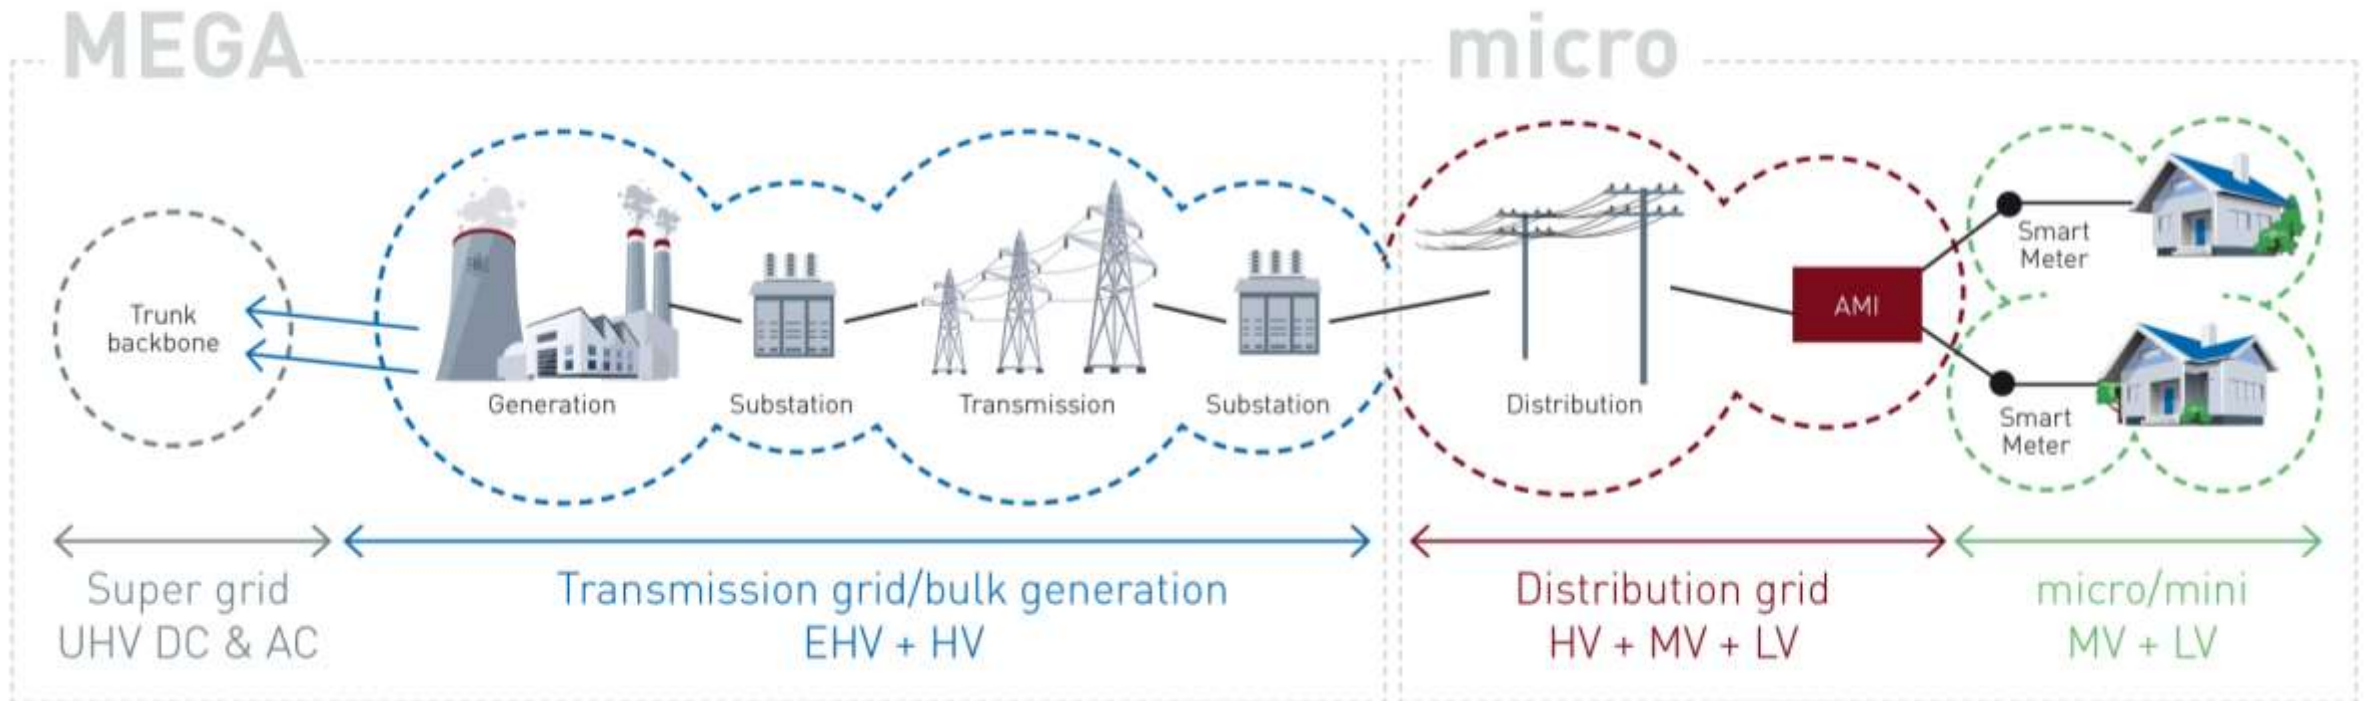 MEGA
micro
Trunk
backbone
Generation
Substation
Transmission
Substation
Distribution
AMI
Smart
Meter
Smart
Meter
Super grid
UHV DC & AC
Transmission grid/bulk generation
EHV + HV
Distribution grid
HV + MV + LV
micro/mini
MV + LV